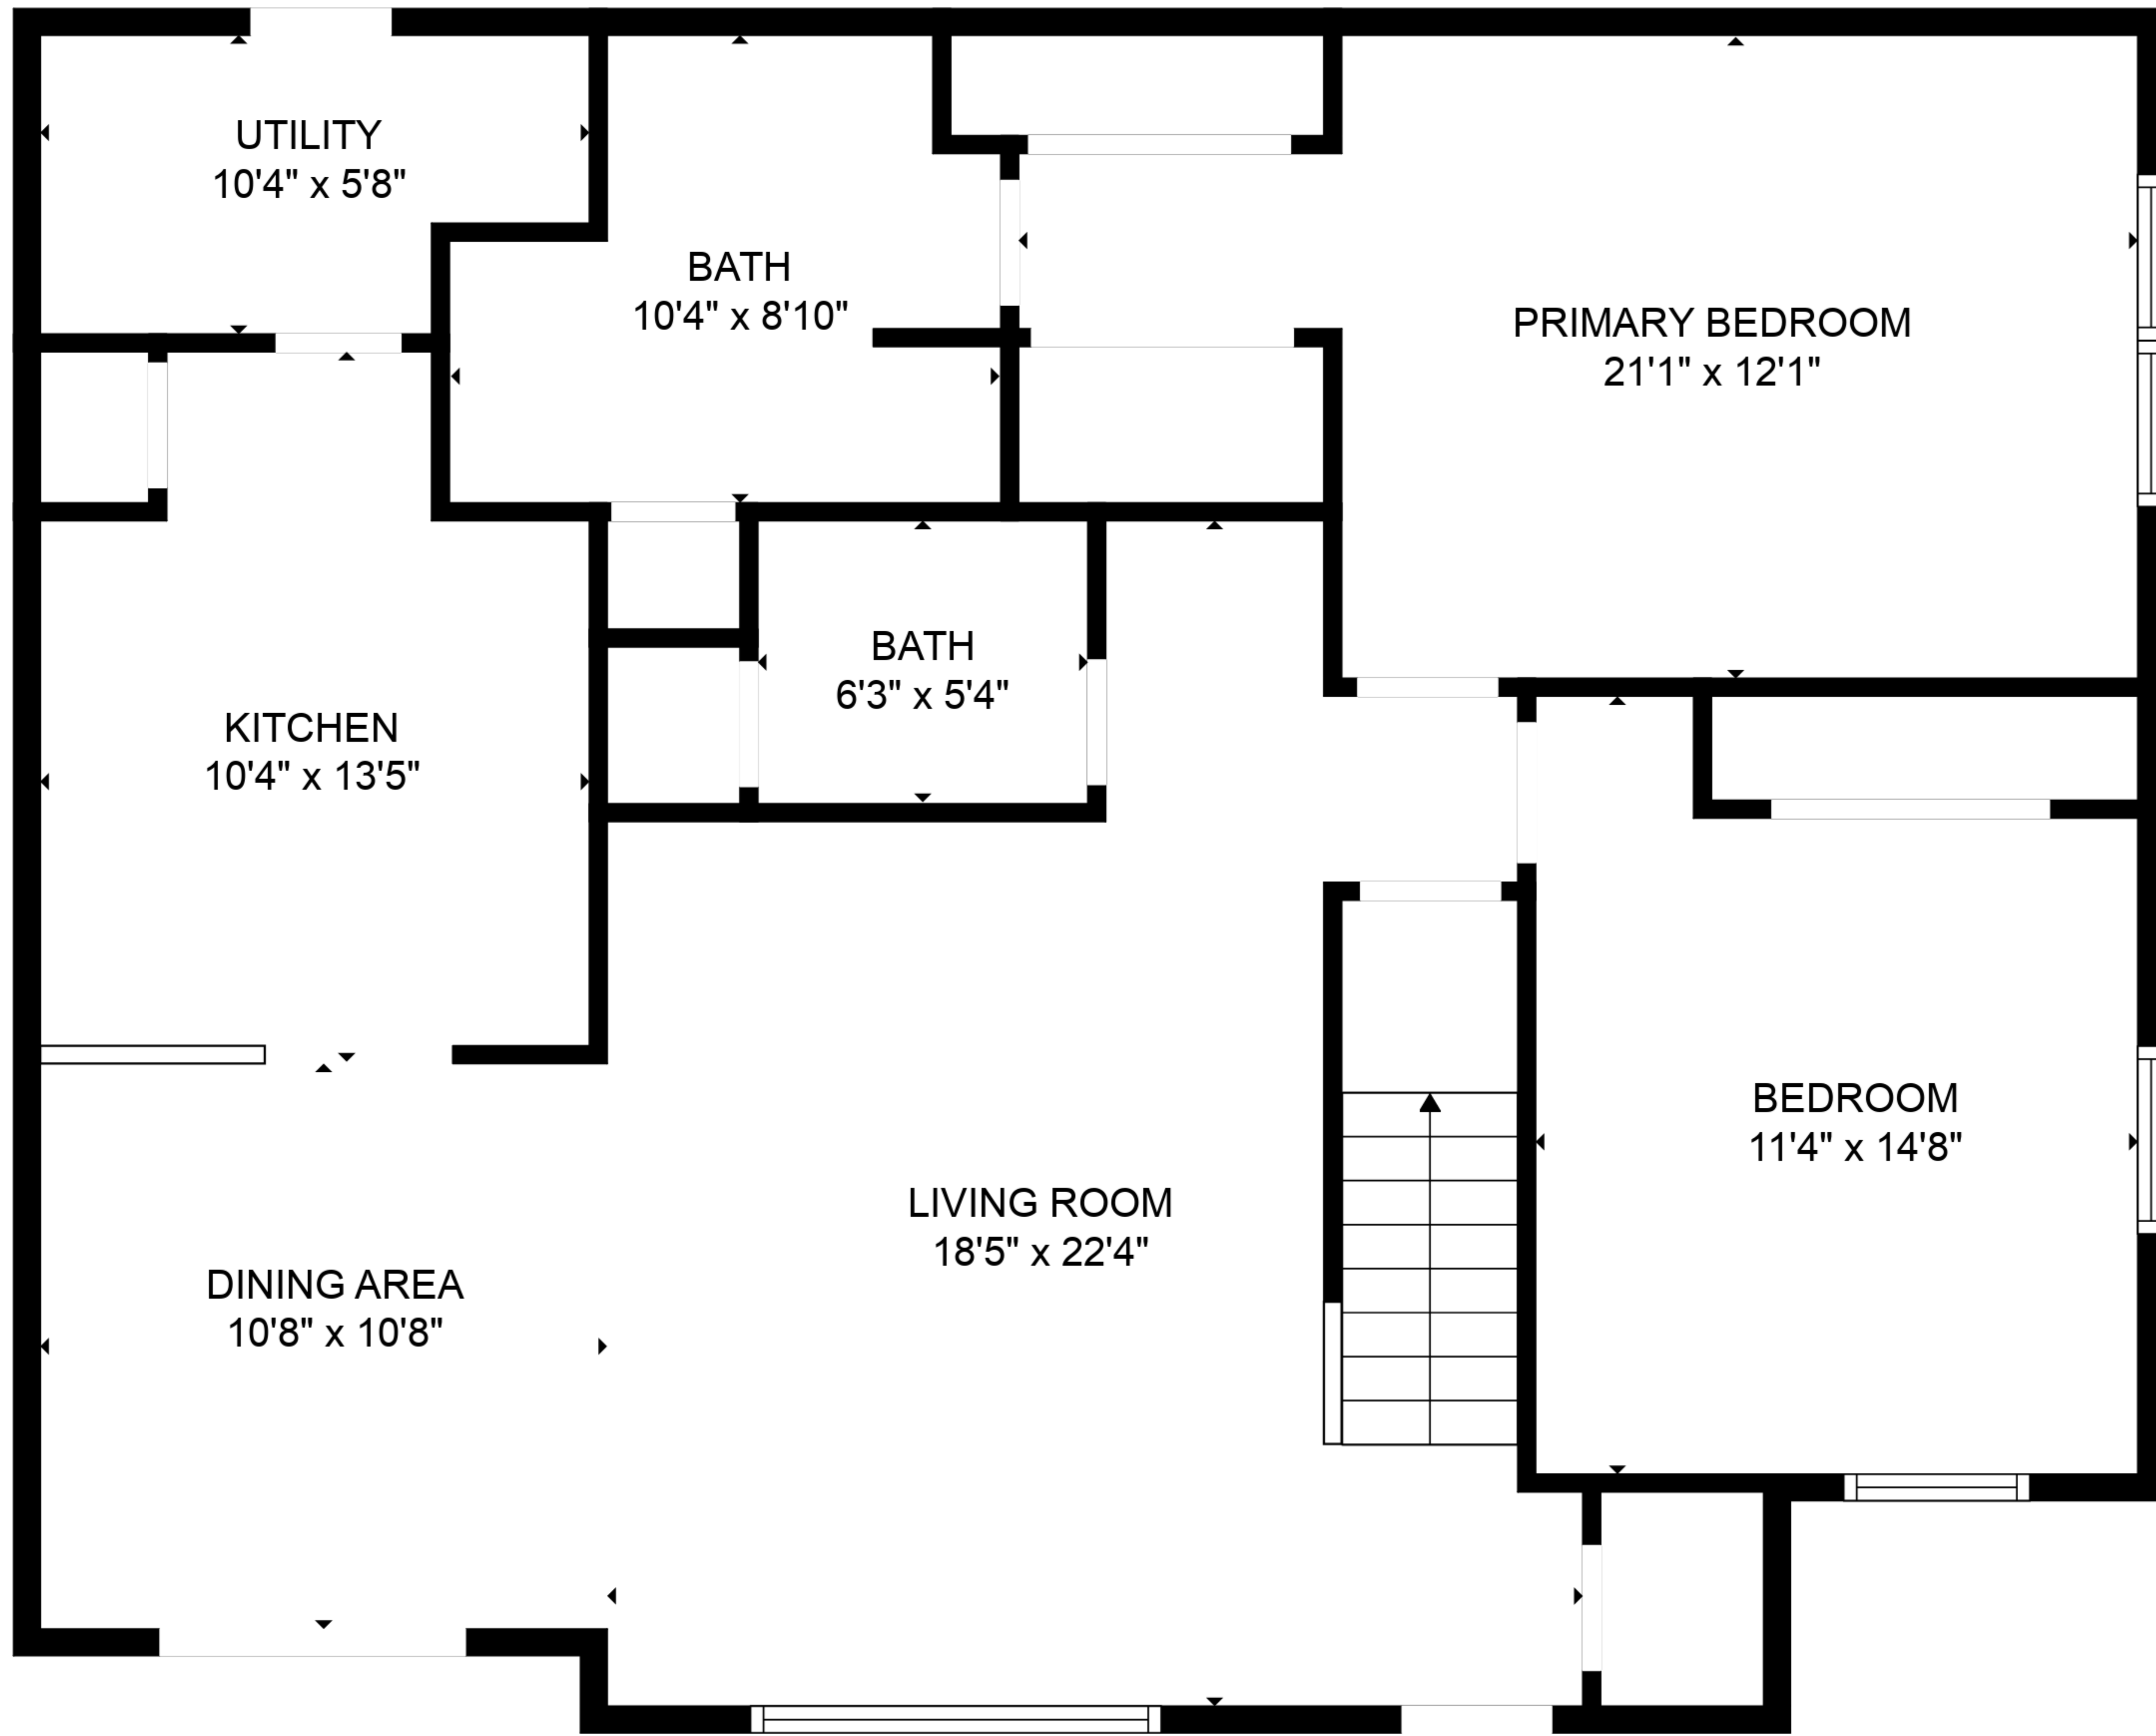 UTILITY
10'4" x 5'8"
BATH
10'4" x 8'10"
PRIMARY BEDROOM
21'1" x 12'1"
BATH
6'3" x 5'4"
KITCHEN
10'4" x 13'5"
BEDROOM
11'4" x 14'8"
LIVING ROOM
18'5" x 22'4"
DINING AREA
10'8" x 10'8"